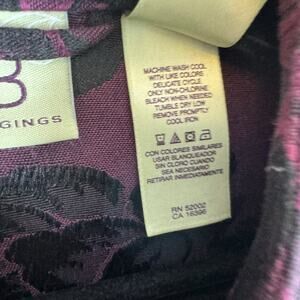 GINGS
MACHINE WASH COOL
WITH LIKE COLORS
DELICATE CYCLE
ONLY NON-CHLORINE
BLEACH WHEN NEEDED
TUMBLE DRY LOW
REMOVE PROMPTLY
COOL IRON
CON COLORES SIMILARES
USAR BLANQUEADOR
SIN CLORO CUANDO
SEA NECESARIO
RETIRAR INMEDIATAMENTE
RN 52002
CA 16396